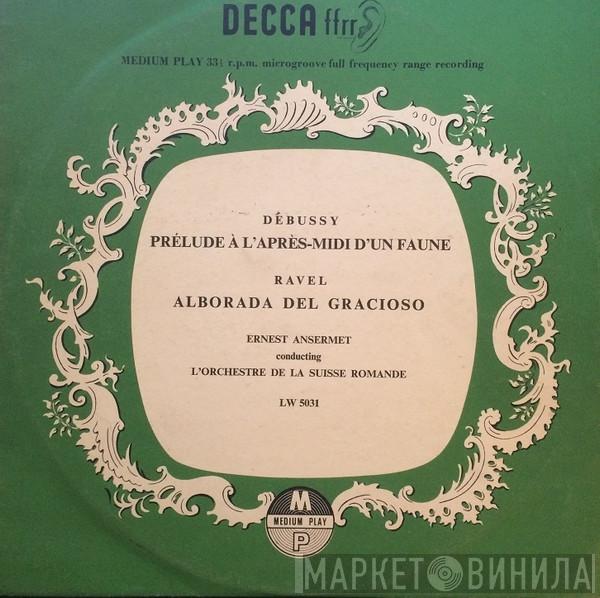 DECCA ffrr
MEDIUM PLAY 33⅓ r.p.m. microgroove full frequency range recording
DÉBUSSY
PRÉLUDE À L'APRÈS-MIDI D'UN FAUNE
RAVEL
ALBORADA DEL GRACIOSO
ERNEST ANSERMET
conducting
L'ORCHESTRE DE LA SUISSE ROMANDE
LW 5031
M
MEDIUM PLAY
P
МАРКЕТ ВИНИЛА